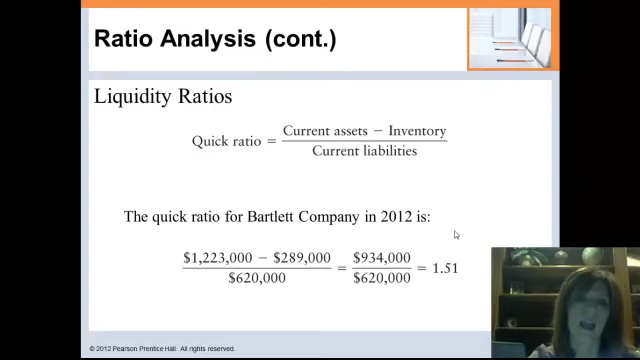 Ratio Analysis (cont.)
Liquidity Ratios
Quick ratio = Current assets − Inventory / Current liabilities
The quick ratio for Bartlett Company in 2012 is:
$1,223,000 − $289,000 / $620,000 = $934,000 / $620,000 = 1.51
© 2012 Pearson Prentice Hall. All rights reserved.